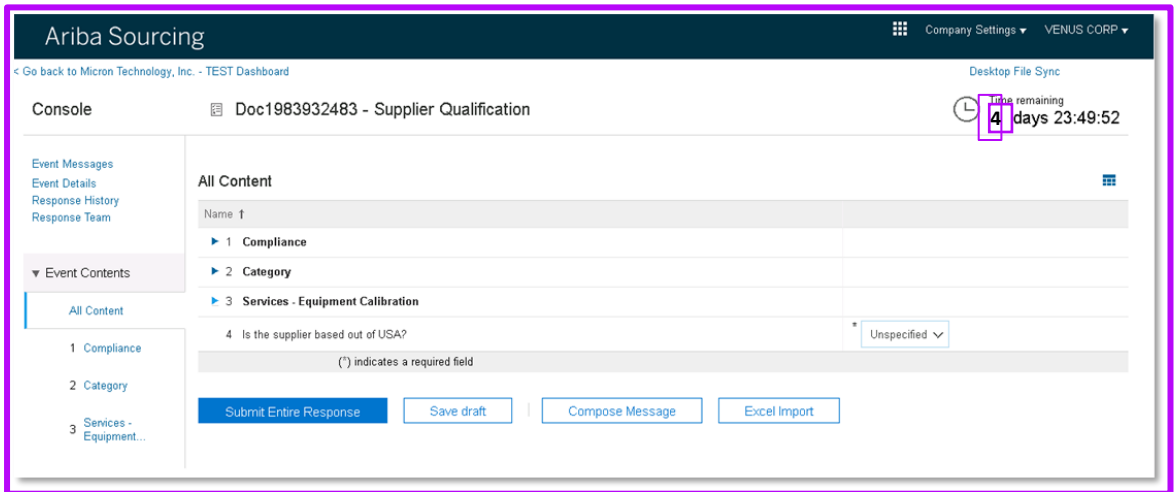 Ariba Sourcing
Company Settings ▾ VENUS CORP ▾
< Go back to Micron Technology, Inc. - TEST Dashboard
Desktop File Sync
Console
Doc1983932483 - Supplier Qualification
Time remaining
4 days 23:49:52
Event Messages
Event Details
Response History
Response Team
▼ Event Contents
All Content
1 Compliance
2 Category
3 Services - Equipment...
All Content
Name ↑
► 1 Compliance
► 2 Category
► 3 Services - Equipment Calibration
4 Is the supplier based out of USA?
* Unspecified
(*) indicates a required field
Submit Entire Response
Save draft
Compose Message
Excel Import